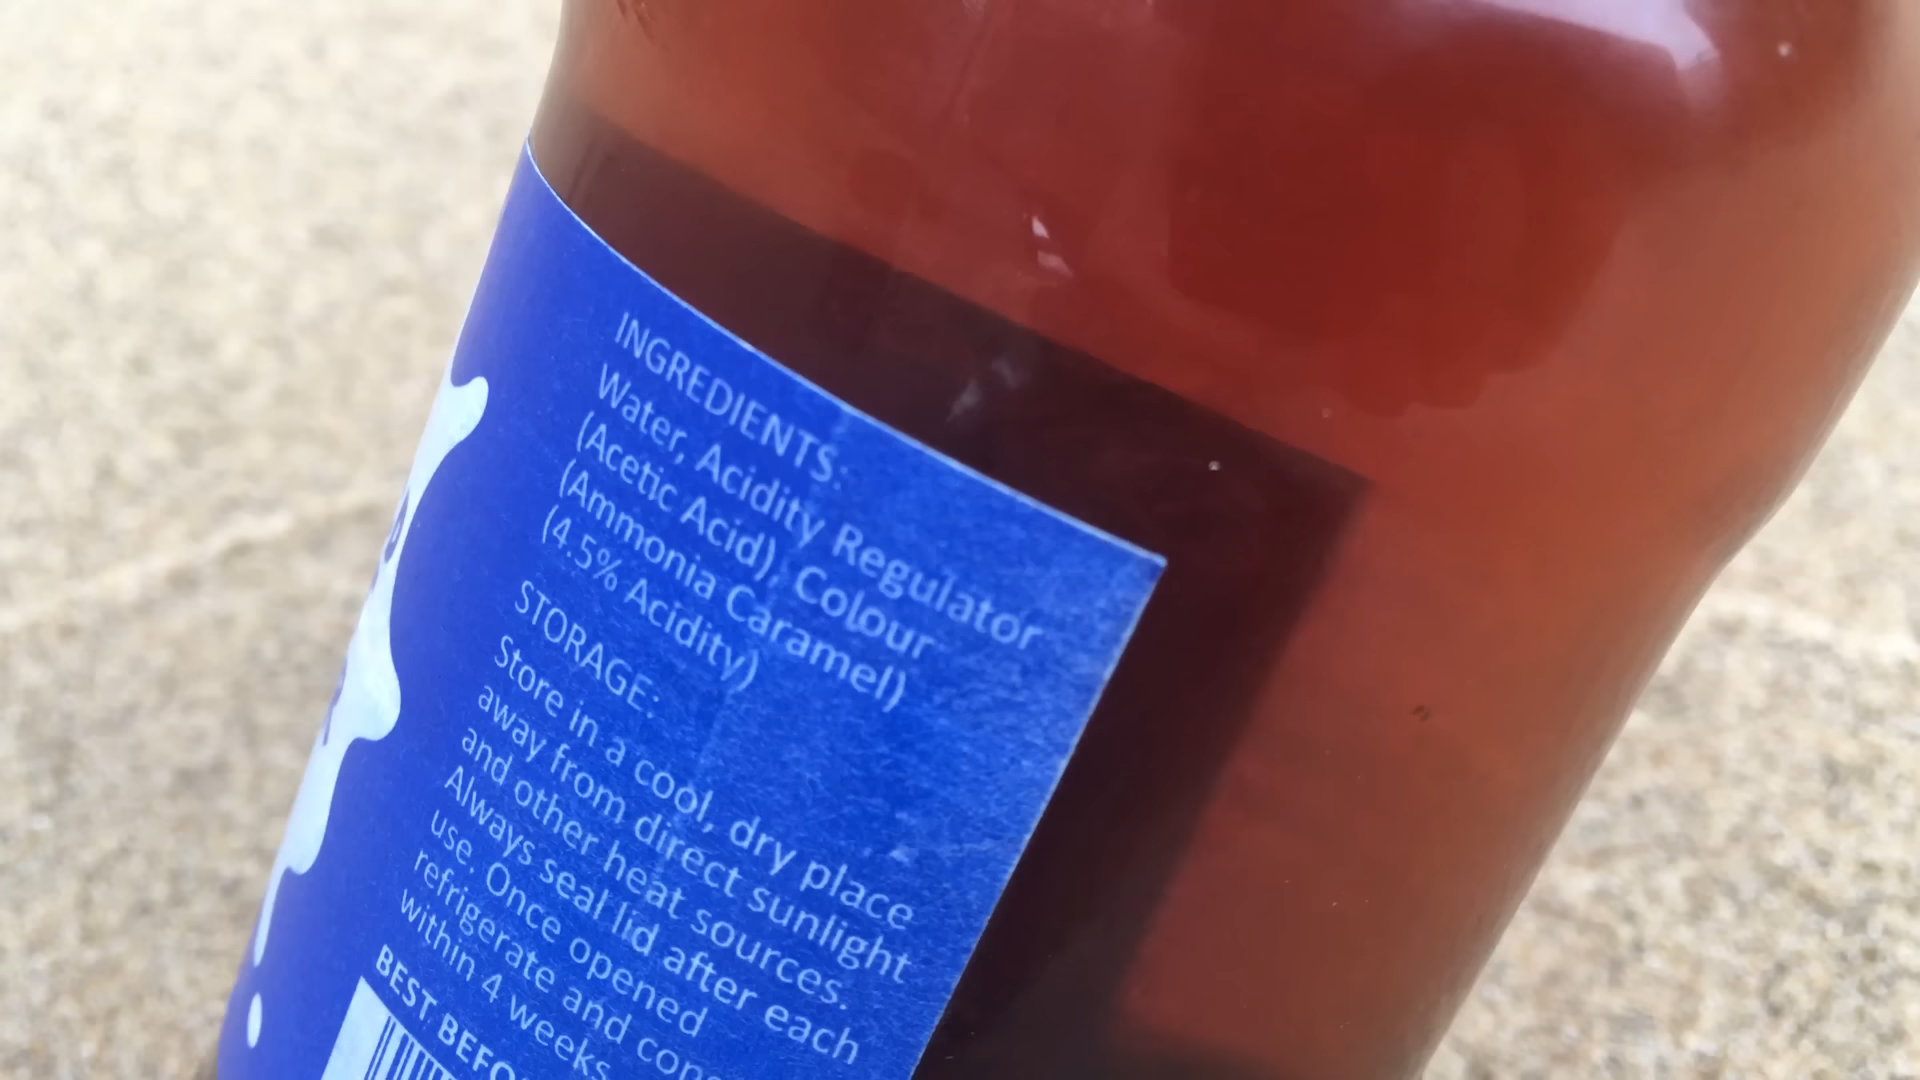 INGREDIENTS:
Water, Acidity Regulator
(Acetic Acid), Colour
(Ammonia Caramel)
(4.5% Acidity)
STORAGE:
Store in a cool, dry place
away from direct sunlight
and other heat sources.
Always seal lid after each
use. Once opened
refrigerate and cons
within 4 weeks.
BEST BEFO